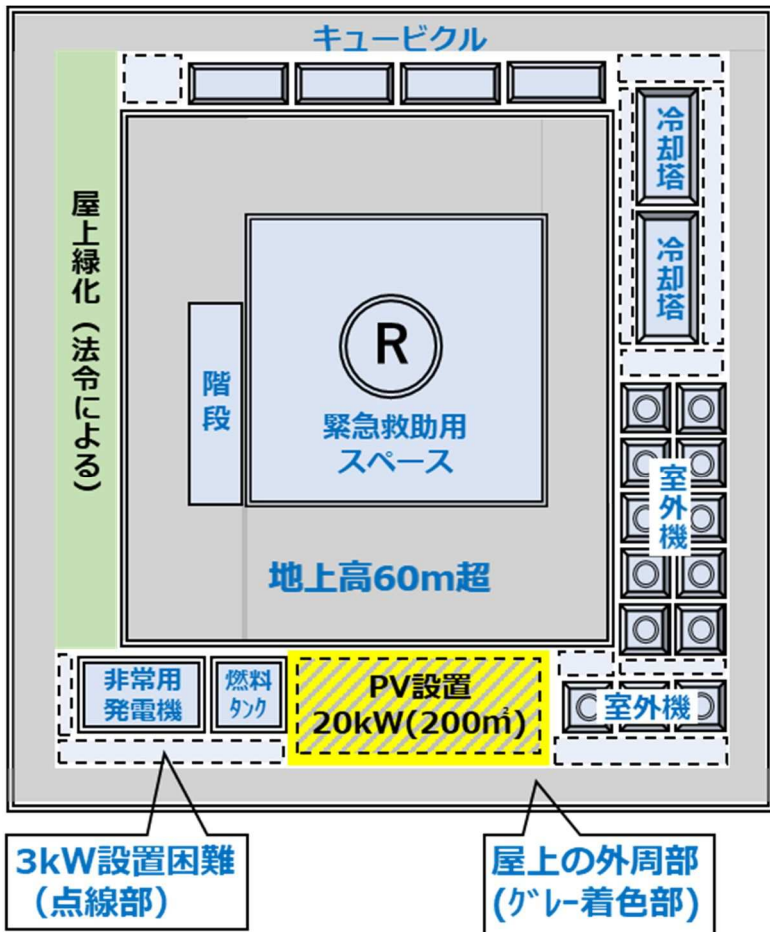 キュービクル
冷却塔
冷却塔
屋上緑化（法令による）
R
階段
緊急救助用
スペース
室外機
地上高60m超
非常用
発電機
燃料
ﾀﾝｸ
PV設置
20kW(200㎡)
室外機
3kW設置困難
（点線部）
屋上の外周部
(ｸﾞﾚｰ着色部)